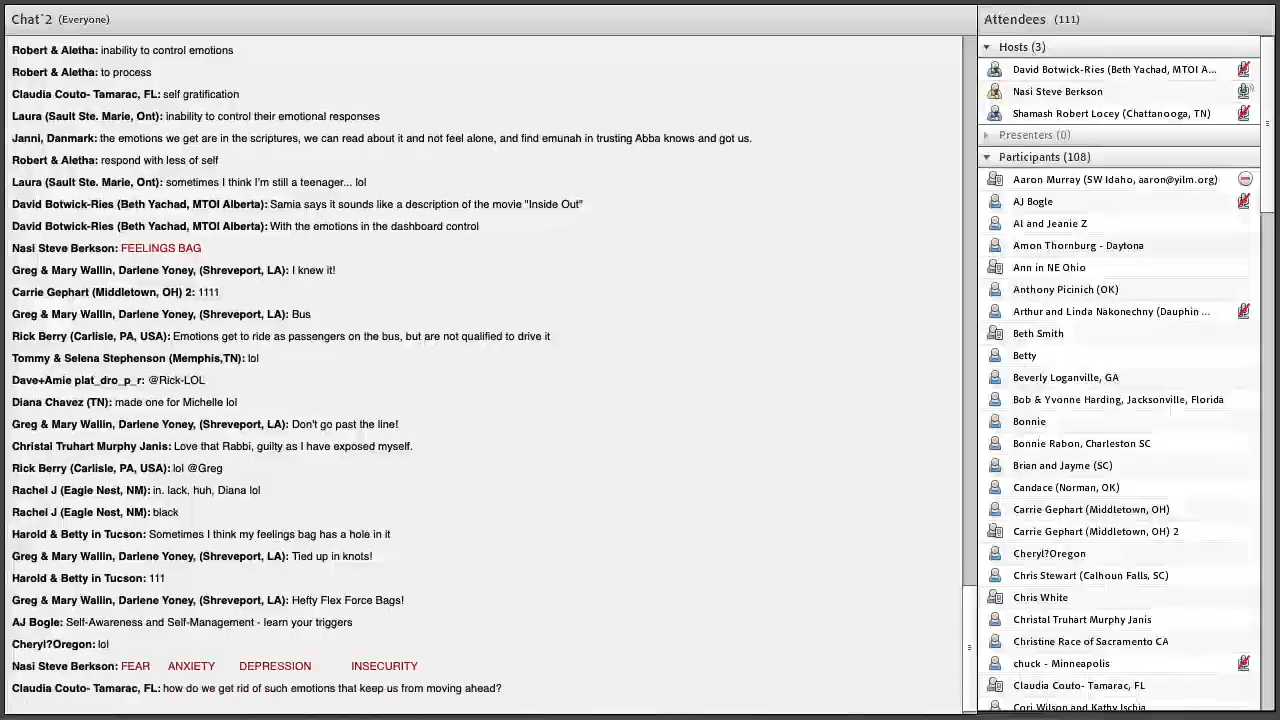 Chat`2 (Everyone)
Robert & Aletha: inability to control emotions
Robert & Aletha: to process
Claudia Couto- Tamarac, FL: self gratification
Laura (Sault Ste. Marie, Ont): inability to control their emotional responses
Janni, Danmark: the emotions we get are in the scriptures, we can read about it and not feel alone, and find emunah in trusting Abba knows and got us.
Robert & Aletha: respond with less of self
Laura (Sault Ste. Marie, Ont): sometimes I think I'm still a teenager... lol
David Botwick-Ries (Beth Yachad, MTOI Alberta): Samia says it sounds like a description of the movie "Inside Out"
David Botwick-Ries (Beth Yachad, MTOI Alberta): With the emotions in the dashboard control
Nasi Steve Berkson: FEELINGS BAG
Greg & Mary Wallin, Darlene Yoney, (Shreveport, LA): I knew it!
Carrie Gephart (Middletown, OH) 2: 1111
Greg & Mary Wallin, Darlene Yoney, (Shreveport, LA): Bus
Rick Berry (Carlisle, PA, USA): Emotions get to ride as passengers on the bus, but are not qualified to drive it
Tommy & Selena Stephenson (Memphis,TN): lol
Dave+Amie plat_dro_p_r: @Rick-LOL
Diana Chavez (TN): made one for Michelle lol
Greg & Mary Wallin, Darlene Yoney, (Shreveport, LA): Don't go past the line!
Christal Truhart Murphy Janis: Love that Rabbi, guilty as I have exposed myself.
Rick Berry (Carlisle, PA, USA): lol @Greg
Rachel J (Eagle Nest, NM): in. lack, huh, Diana lol
Rachel J (Eagle Nest, NM): black
Harold & Betty in Tucson: Sometimes I think my feelings bag has a hole in it
Greg & Mary Wallin, Darlene Yoney, (Shreveport, LA): Tied up in knots!
Harold & Betty in Tucson: 111
Greg & Mary Wallin, Darlene Yoney, (Shreveport, LA): Hefty Flex Force Bags!
AJ Bogle: Self-Awareness and Self-Management - learn your triggers
Cheryl?Oregon: lol
Nasi Steve Berkson: FEAR ANXIETY DEPRESSION INSECURITY
Claudia Couto- Tamarac, FL: how do we get rid of such emotions that keep us from moving ahead?
Attendees (111)
Hosts (3)
David Botwick-Ries (Beth Yachad, MTOI A...
Nasi Steve Berkson
Shamash Robert Locey (Chattanooga, TN)
Presenters (0)
Participants (108)
Aaron Murray (SW Idaho, aaron@yilm.org)
AJ Bogle
Al and Jeanie Z
Amon Thornburg - Daytona
Ann in NE Ohio
Anthony Picinich (OK)
Arthur and Linda Nakonechny (Dauphin ...
Beth Smith
Betty
Beverly Loganville, GA
Bob & Yvonne Harding, Jacksonville, Florida
Bonnie
Bonnie Rabon, Charleston SC
Brian and Jayme (SC)
Candace (Norman, OK)
Carrie Gephart (Middletown, OH)
Carrie Gephart (Middletown, OH) 2
Cheryl?Oregon
Chris Stewart (Calhoun Falls, SC)
Chris White
Christal Truhart Murphy Janis
Christine Race of Sacramento CA
chuck - Minneapolis
Claudia Couto- Tamarac, FL
Cori Wilson and Kathy Ischia